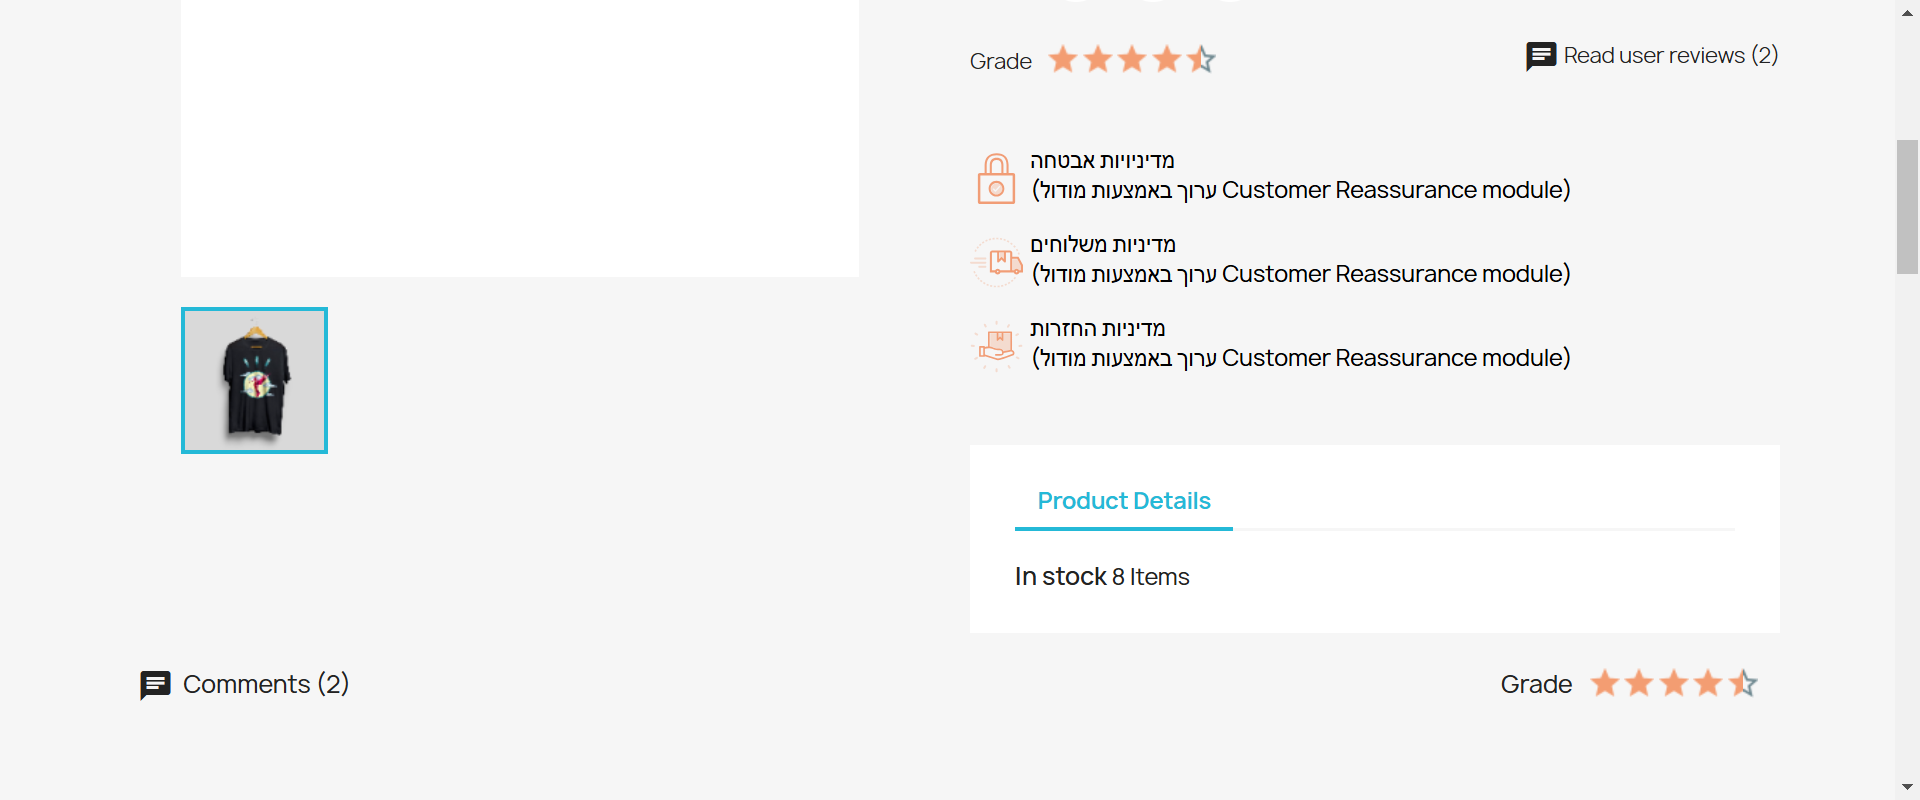 Grade
Read user reviews (2)
מדיניויות אבטחה
(ערוך באמצעות מודול Customer Reassurance module)
מדיניות משלוחים
(ערוך באמצעות מודול Customer Reassurance module)
מדיניות החזרות
(ערוך באמצעות מודול Customer Reassurance module)
Product Details
In stock 8 Items
Comments (2)
Grade